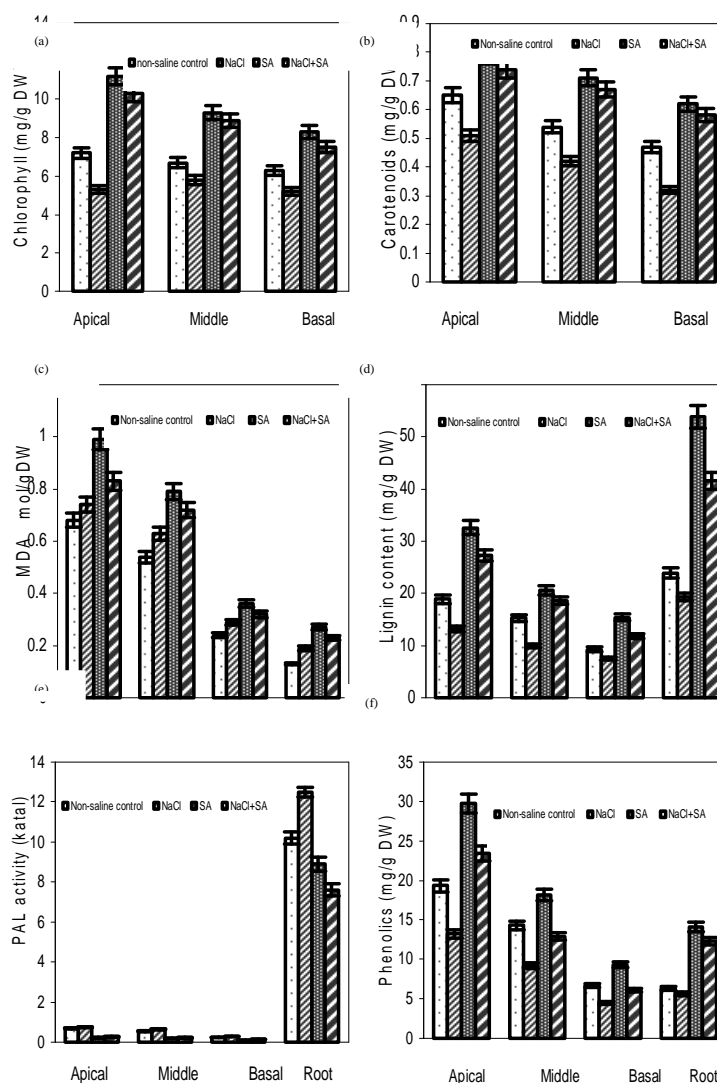 14
(a)
non-saline control NaCl SA NaCl+SA
Chlorophyll (mg/g DW)
10
8
6
4
2
0
Apical Middle Basal
0.9
(b)
Non-saline control NaCl SA NaCl+SA
Carotenoids (mg/g
0.7
0.6
0.5
0.4
0.3
0.2
0.1
0
Apical Middle Basal
(c)
Non-saline control NaCl SA NaCl+SA
MDA mol/gDW
1
0.8
0.6
0.4
0.2
(d)
Non-saline control NaCl SA NaCl+SA
Lignin content (mg/g DW)
50
40
30
20
10
0
(e)
Non-saline control NaCl SA NaCl+SA
PAL activity (katal)
14
12
10
8
6
4
2
0
Apical Middle Basal Root
(f)
Non-saline control NaCl SA NaCl+SA
Phenolics (mg/g DW)
35
30
25
20
15
10
5
0
Apical Middle Basal Root